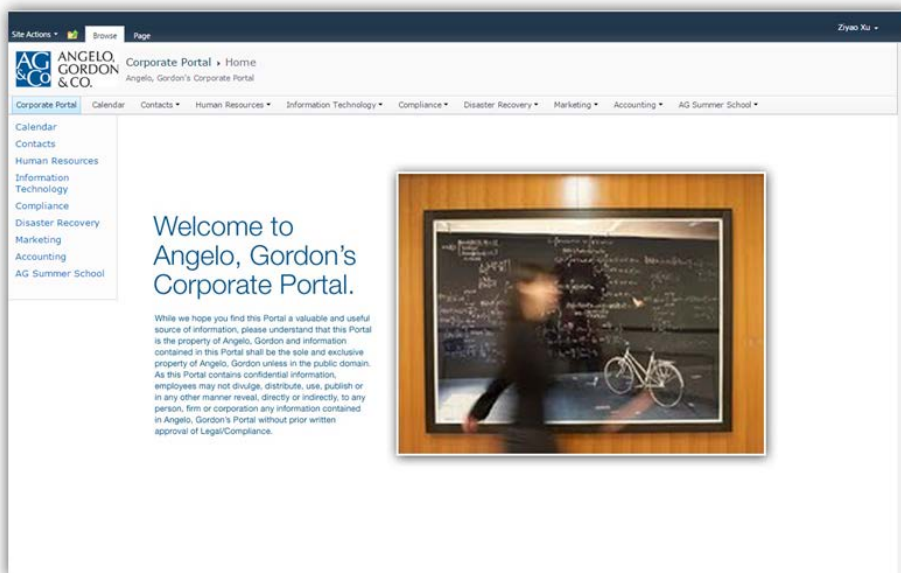 Ziyao Xu
Site Actions Browse Page
AG
&Co
ANGELO,
GORDON
& CO.
Corporate Portal Home
Angelo, Gordon's Corporate Portal
Corporate Portal Calendar Contacts Human Resources Information Technology Compliance Disaster Recovery Marketing Accounting AG Summer School
Calendar
Contacts
Human Resources
Information
Technology
Compliance
Disaster Recovery
Marketing
Accounting
AG Summer School
Welcome to
Angelo, Gordon's
Corporate Portal.
While we hope you find this Portal a valuable and useful
source of information, please understand that this Portal
is the property of Angelo, Gordon and information
contained in this Portal shall be the sole and exclusive
property of Angelo, Gordon unless in the public domain.
As this Portal contains confidential information,
employees may not divulge, distribute, use, publish or
in any other manner reveal, directly or indirectly, to any
person, firm or corporation any information contained
in Angelo, Gordon's Portal without prior written
approval of Legal/Compliance.